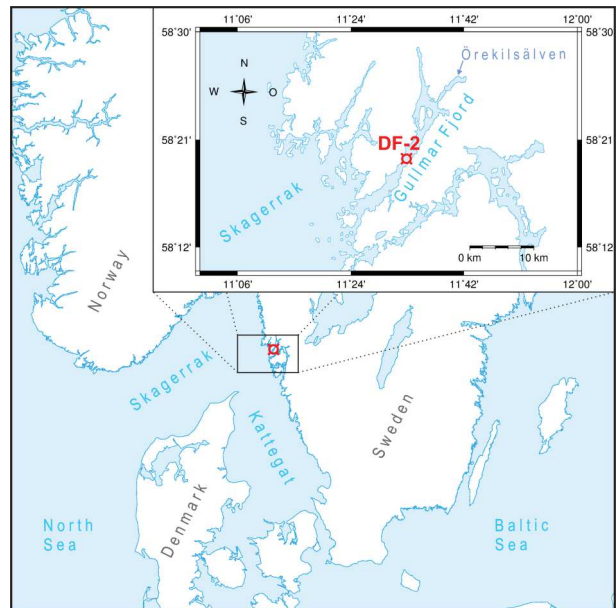 11°06
11°24
11°42
12°00
58°30
58°30
Örekilsälven
N
W
O
S
58°21
58°21
DF-2
Gullmar Fjord
Skagerrak
58°12
58°12
0 km
10 km
11°06
11°24
11°42
12°00
Norway
Skagerrak
Kattegat
Sweden
Denmark
North
Sea
Baltic
Sea